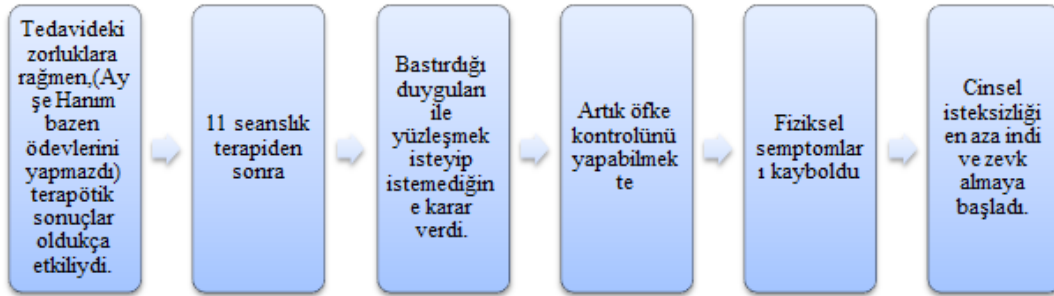 Tedavideki
zorluklara
rağmen,(Ay
şe Hanım
bazen
ödevlerini
yapmazdı)
terapötik
sonuçlar
oldukça
etkiliydi.
11 seanslık
terapiden
sonra
Bastırdığı
duyguları
ile
yüzleşmek
isteyip
istemediğin
e karar
verdi.
Artık öfke
kontrolünü
yapabilmek
te
Fiziksel
semptomlar
ı kayboldu
Cinsel
isteksizliği
en aza indi
ve zevk
almaya
başladı.